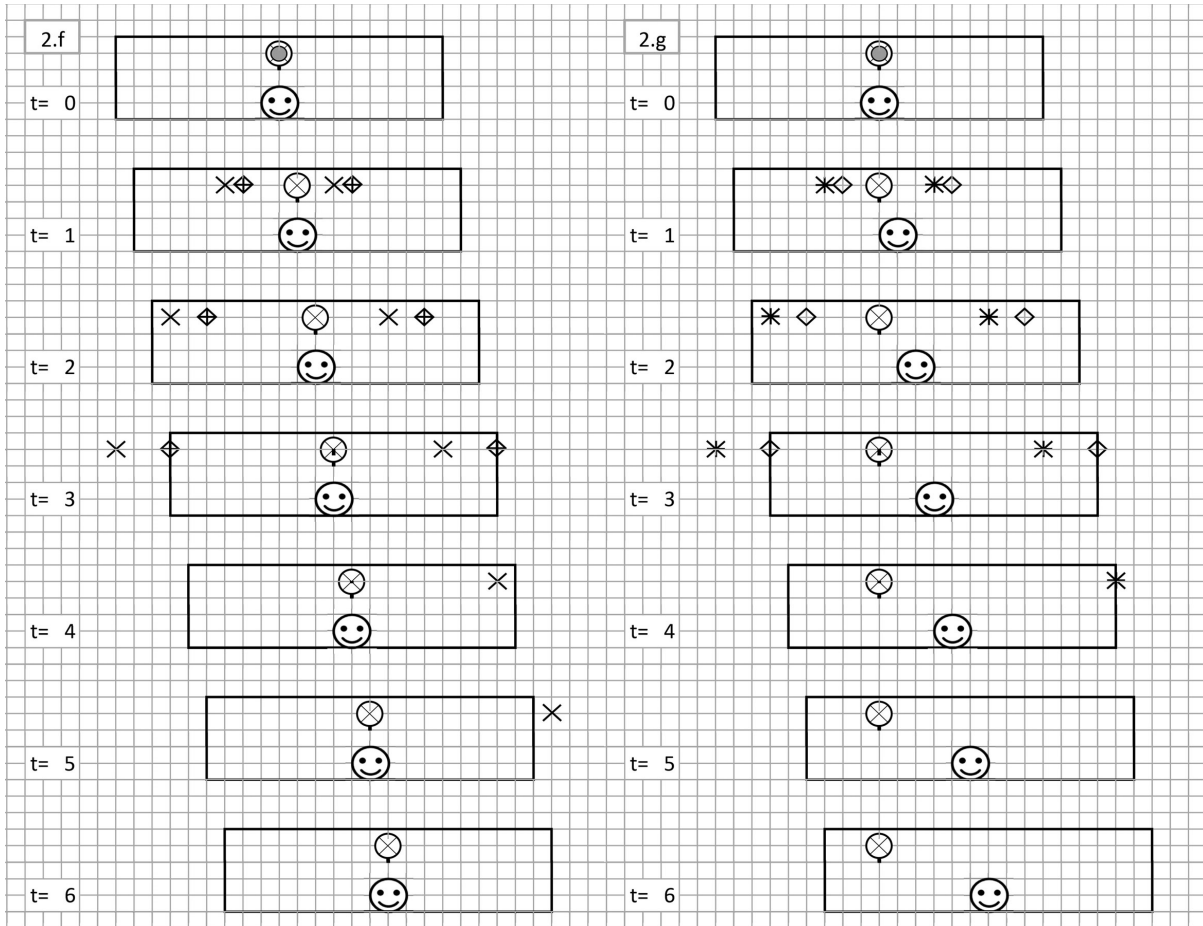 2.f
t= 0
t= 1
t= 2
t= 3
t= 4
t= 5
t= 6
2.g
t= 0
t= 1
t= 2
t= 3
t= 4
t= 5
t= 6